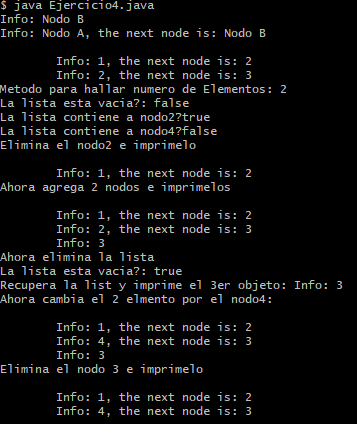 $ java Ejercicio4.java
Info: Nodo B
Info: Nodo A, the next node is: Nodo B
Info: 1, the next node is: 2
Info: 2, the next node is: 3
Metodo para hallar numero de Elementos: 2
La lista esta vacia?: false
La lista contiene a nodo2?true
La lista contiene a nodo4?false
Elimina el nodo2 e imprimelo
Info: 1, the next node is: 2
Ahora agrega 2 nodos e imprimelos
Info: 1, the next node is: 2
Info: 2, the next node is: 3
Info: 3
Ahora elimina la lista
La lista esta vacia?: true
Recupera la list y imprime el 3er objeto: Info: 3
Ahora cambia el 2 elmento por el nodo4:
Info: 1, the next node is: 2
Info: 4, the next node is: 3
Info: 3
Elimina el nodo 3 e imprimelo
Info: 1, the next node is: 2
Info: 4, the next node is: 3